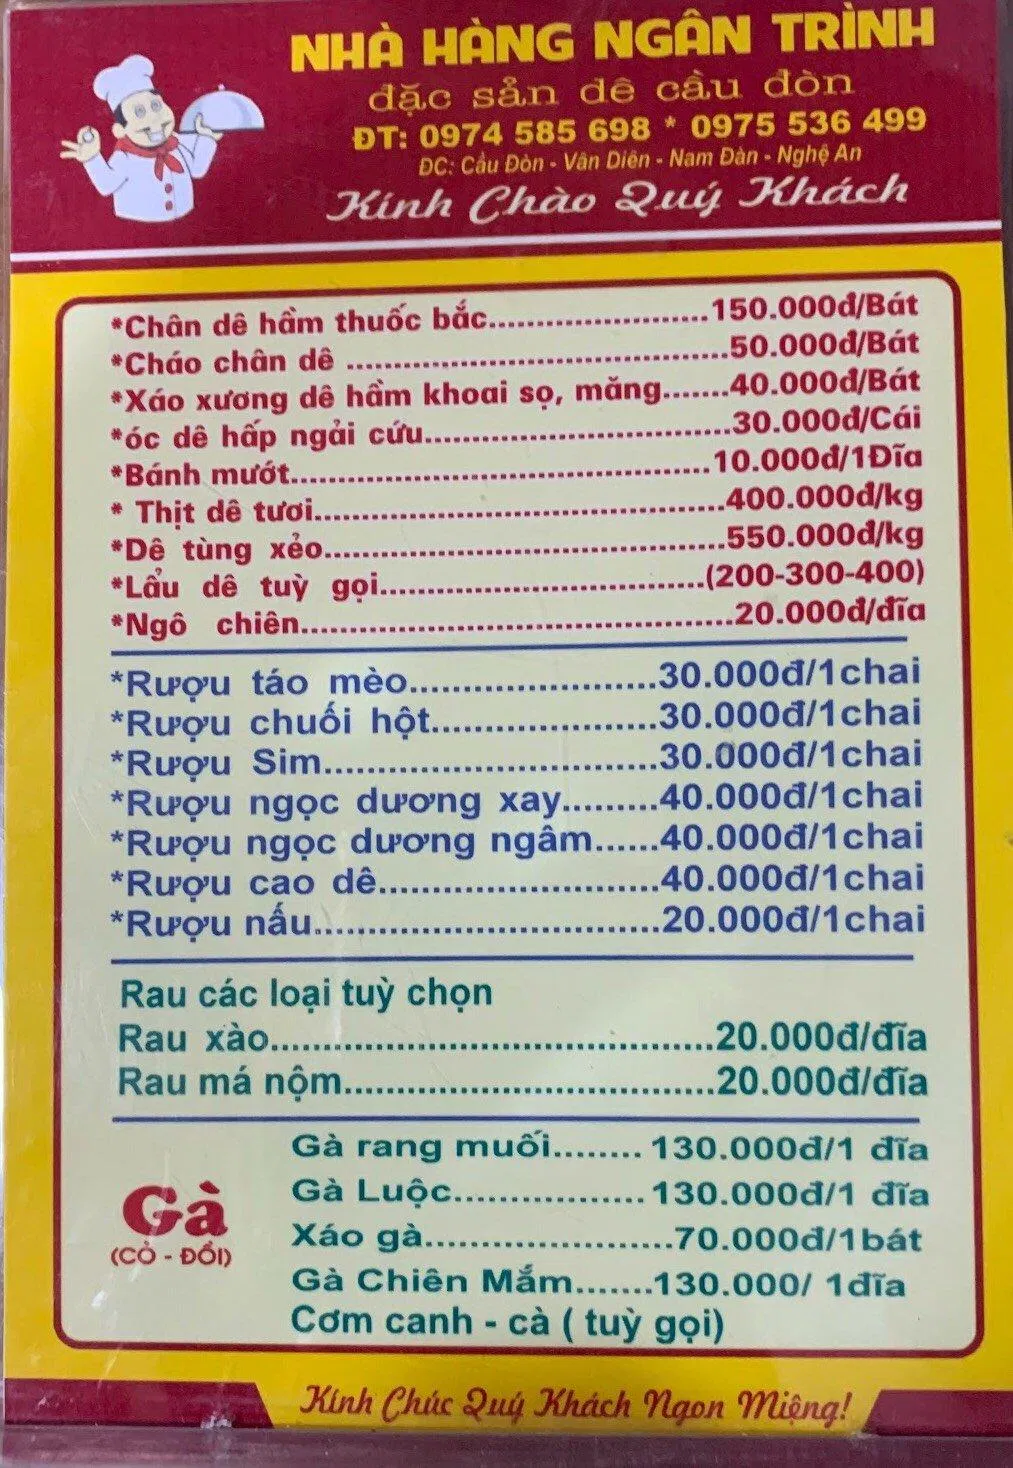 NHÀ HÀNG NGÂN TRÌNH
đặc sản dê cầu đòn
ĐT: 0974 585 698 * 0975 536 499
ĐC: Cầu Đòn - Vân Diên - Nam Đàn - Nghệ An
Kính Chào Quý Khách
*Chân dê hầm thuốc bắc.......................150.000đ/Bát
*Cháo chân dê ........................................50.000đ/Bát
*Xáo xương dê hầm khoai sọ, măng.......40.000đ/Bát
*óc dê hấp ngải cứu................................30.000đ/Cái
*Bánh mướt............................................10.000đ/1Đĩa
* Thịt dê tươi...........................................400.000đ/kg
*Dê tùng xẻo..........................................550.000đ/kg
*Lẩu dê tuỳ gọi..................................(200-300-400)
*Ngô chiên.............................................20.000đ/đĩa
*Rượu táo mèo.......................30.000đ/1chai
*Rượu chuối hột.....................30.000đ/1chai
*Rượu Sim..............................30.000đ/1chai
*Rượu ngọc dương xay.........40.000đ/1chai
*Rượu ngọc dương ngâm......40.000đ/1chai
*Rượu cao dê.........................40.000đ/1chai
*Rượu nấu..............................20.000đ/1chai
Rau các loại tuỳ chọn
Rau xào.......................................20.000đ/đĩa
Rau má nộm.................................20.000đ/đĩa
Gà rang muối........ 130.000đ/1 đĩa
Gà Luộc.................. 130.000đ/1 đĩa
Gà
Xáo gà.......................70.000đ/1bát
(CỎ - ĐỒI)
Gà Chiên Mắm.......130.000/ 1đĩa
Cơm canh - cà ( tuỳ gọi)
Kính Chúc Quý Khách Ngon Miệng!